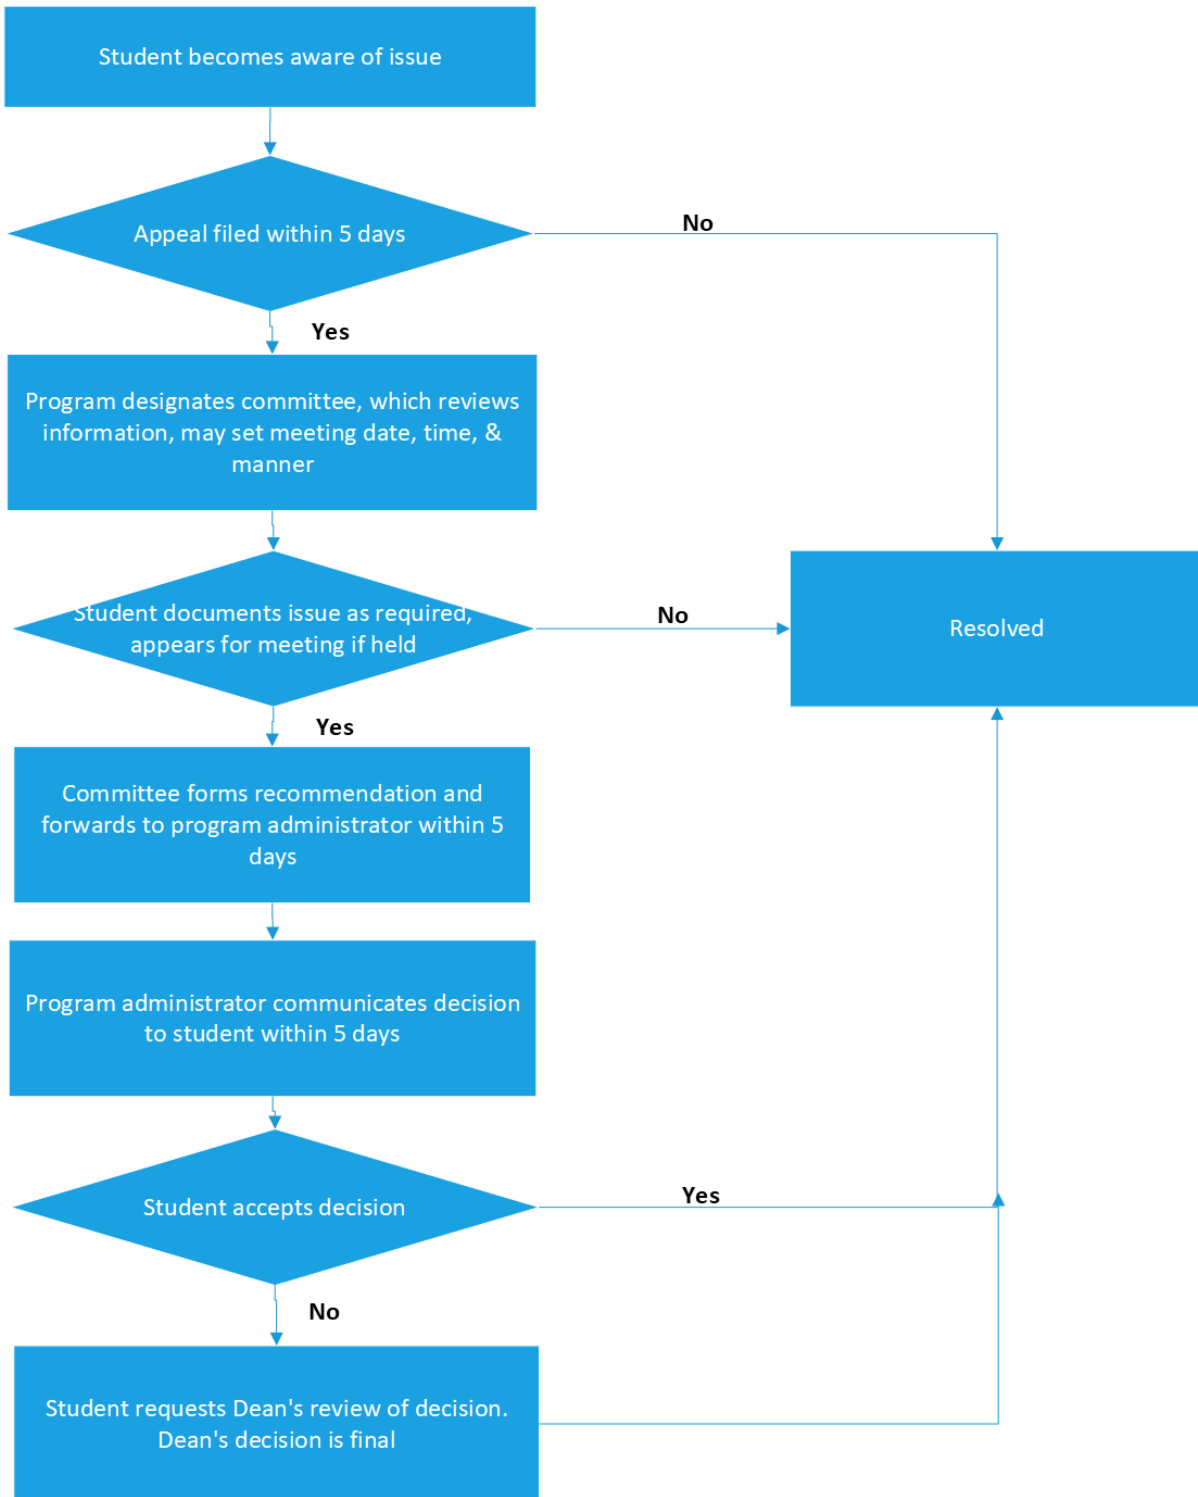 Student becomes aware of issue
Appeal filed within 5 days
No
Yes
Program designates committee, which reviews
information, may set meeting date, time, &
manner
Student documents issue as required,
appears for meeting if held
No
Resolved
Yes
Committee forms recommendation and
forwards to program administrator within 5
days
Program administrator communicates decision
to student within 5 days
Student accepts decision
Yes
No
Student requests Dean's review of decision.
Dean's decision is final